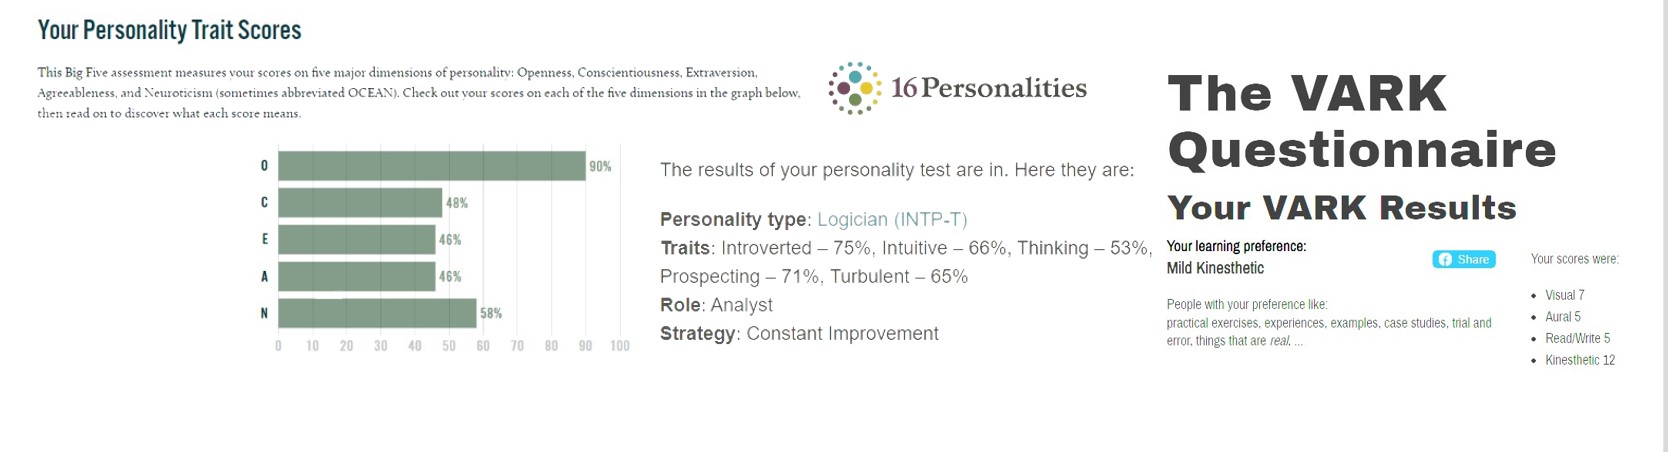 Your Personality Trait Scores
This Big Five assessment measures your scores on five major dimensions of personality: Openness, Conscientiousness, Extraversion,
Agreeableness, and Neuroticism (sometimes abbreviated OCEAN). Check out your scores on each of the five dimensions in the graph below,
then read on to discover what each score means.
O 90%
C 48%
E 46%
A 46%
N 58%
0 10 20 30 40 50 60 70 80 90 100
16Personalities
The results of your personality test are in. Here they are:
Personality type: Logician (INTP-T)
Traits: Introverted – 75%, Intuitive – 66%, Thinking – 53%,
Prospecting – 71%, Turbulent – 65%
Role: Analyst
Strategy: Constant Improvement
The VARK
Questionnaire
Your VARK Results
Your learning preference:
Mild Kinesthetic
Share
People with your preference like:
practical exercises, experiences, examples, case studies, trial and
error, things that are real, ...
Your scores were:
• Visual 7
• Aural 5
• Read/Write 5
• Kinesthetic 12